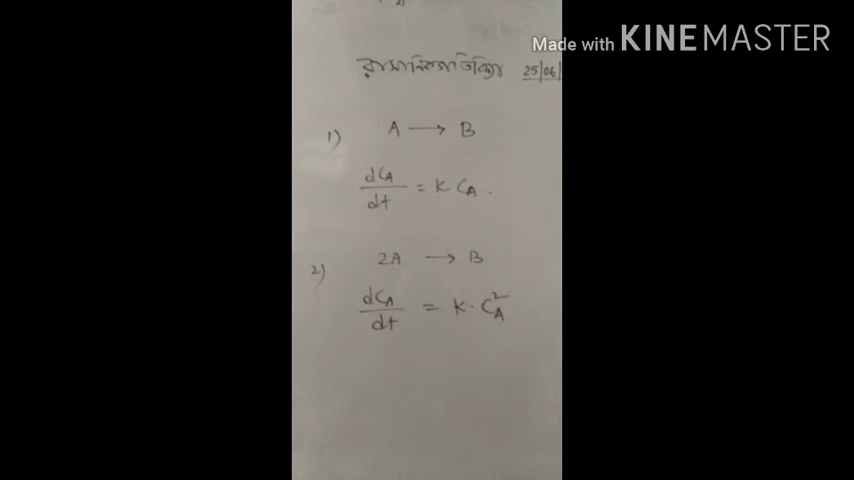 Made with KINEMASTER
রাসায়নিক গতিবিদ্যা 25/06/
1) A ⟶ B
dCA/dt = K. CA.
2) 2A ⟶ B
dCA/dt = K. CA²